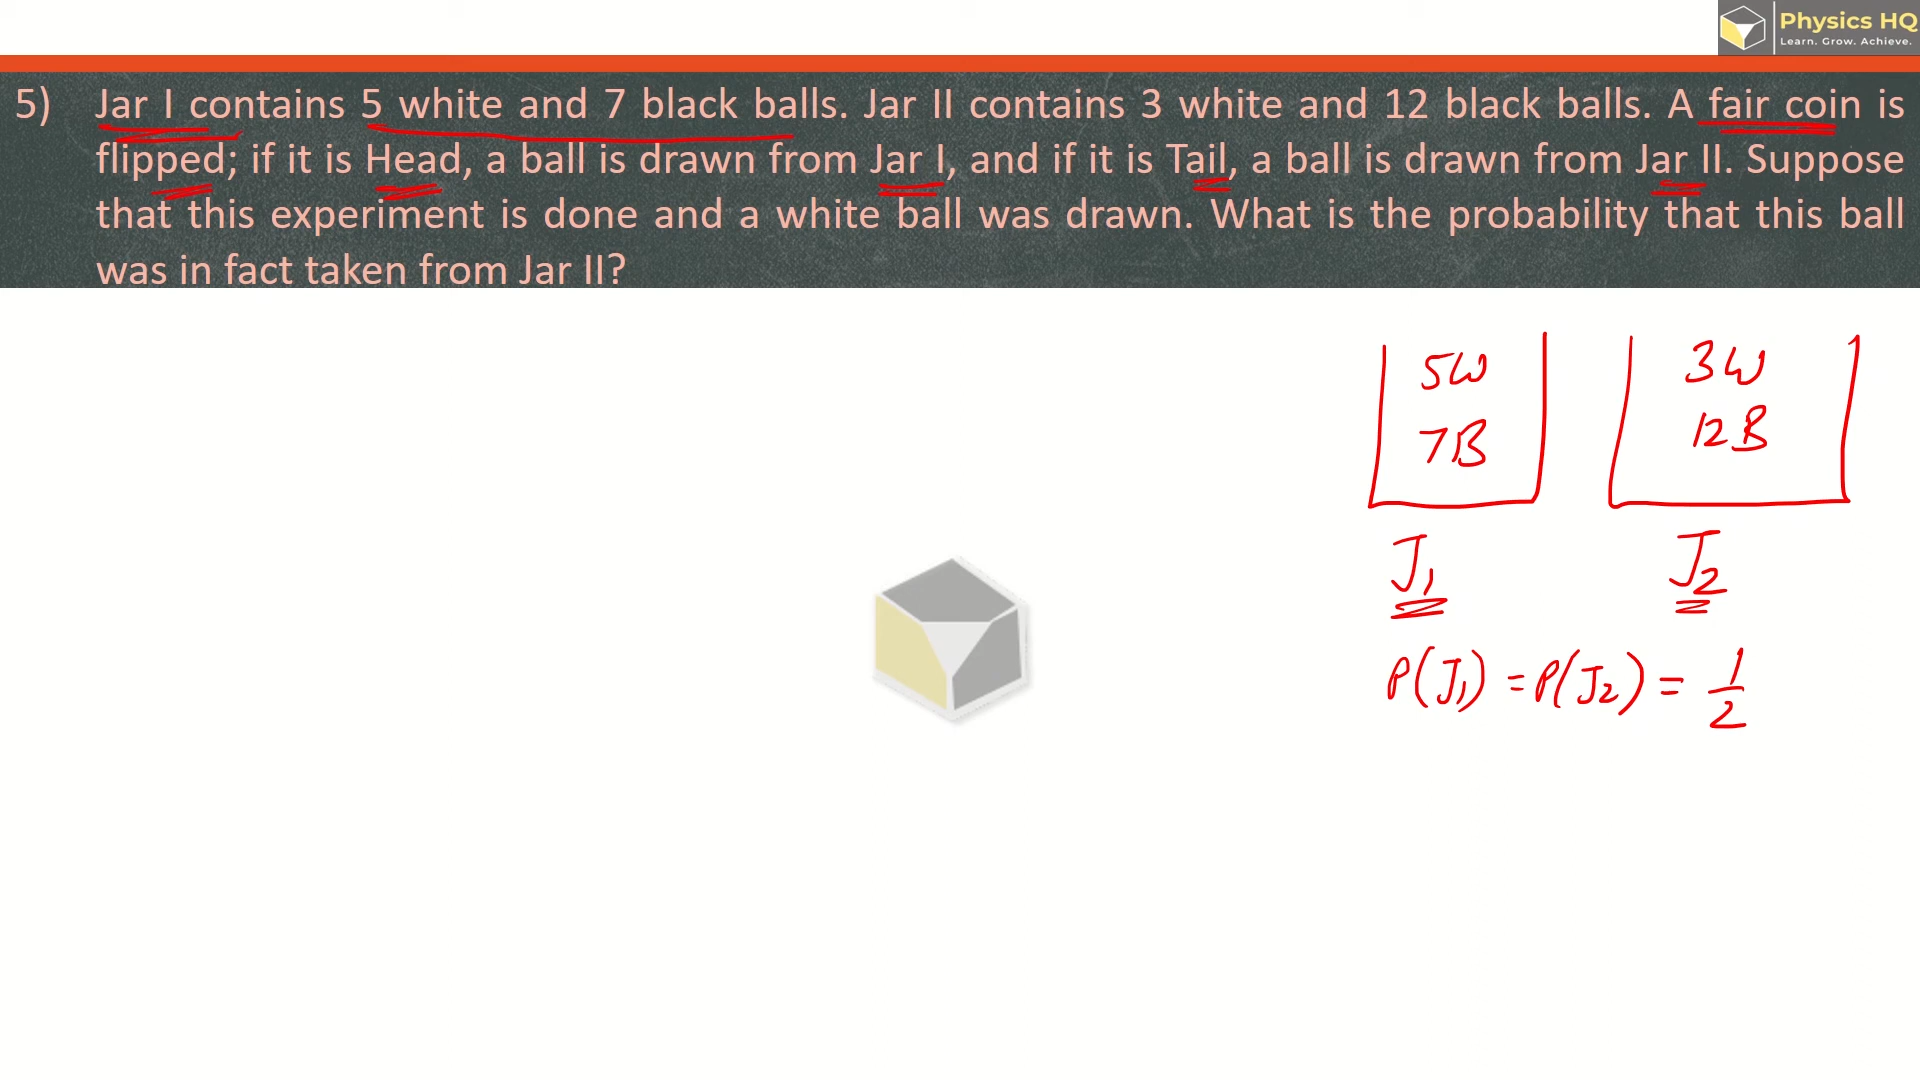 Physics HQ
Learn. Grow. Achieve.
5) Jar I contains 5 white and 7 black balls. Jar II contains 3 white and 12 black balls. A fair coin is
flipped; if it is Head, a ball is drawn from Jar I, and if it is Tail, a ball is drawn from Jar II. Suppose
that this experiment is done and a white ball was drawn. What is the probability that this ball
was in fact taken from Jar II?
5W 3W
7B 12B
J1 J2
P(J1) = P(J2) = 1/2